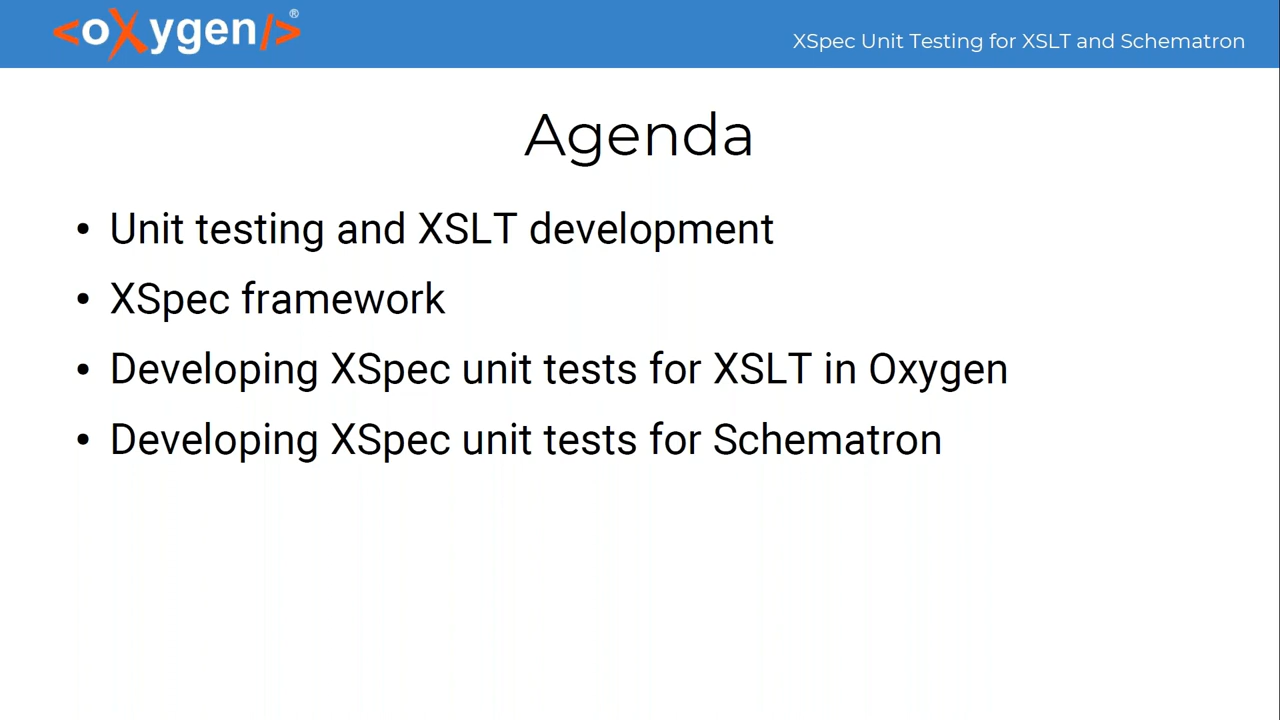 <oXygen/>®
XSpec Unit Testing for XSLT and Schematron
Agenda
• Unit testing and XSLT development
• XSpec framework
• Developing XSpec unit tests for XSLT in Oxygen
• Developing XSpec unit tests for Schematron